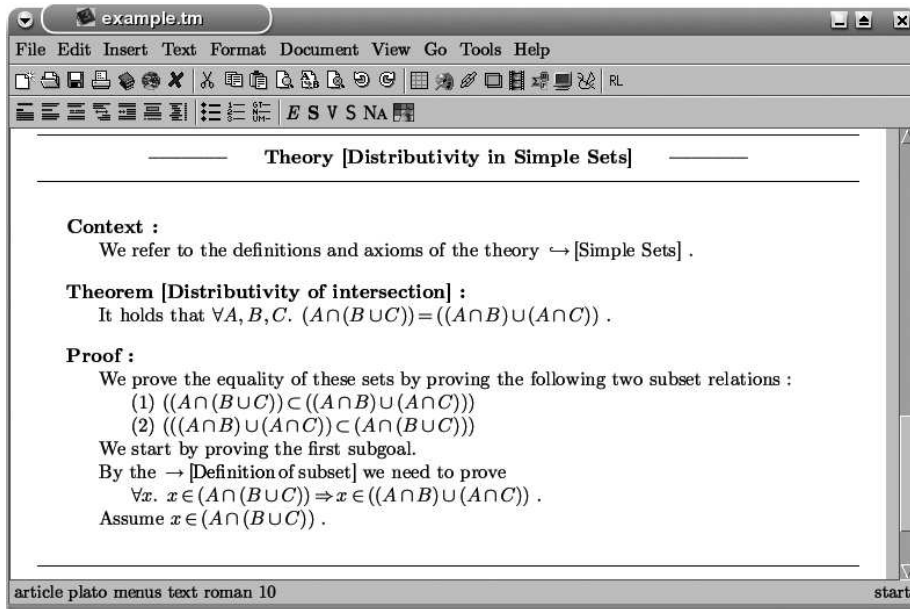 example.tm
File Edit Insert Text Format Document View Go Tools Help
RL
E S V S NA
Theory [Distributivity in Simple Sets]
Context :
We refer to the definitions and axioms of the theory ↪ [Simple Sets] .
Theorem [Distributivity of intersection] :
It holds that ∀A, B, C. (A∩(B∪C))=((A∩B)∪(A∩C)) .
Proof :
We prove the equality of these sets by proving the following two subset relations :
(1) ((A∩(B∪C))⊂((A∩B)∪(A∩C)))
(2) (((A∩B)∪(A∩C))⊂(A∩(B∪C)))
We start by proving the first subgoal.
By the → [Definition of subset] we need to prove
∀x. x∈(A∩(B∪C))⇒x∈((A∩B)∪(A∩C)) .
Assume x∈(A∩(B∪C)) .
article plato menus text roman 10 start